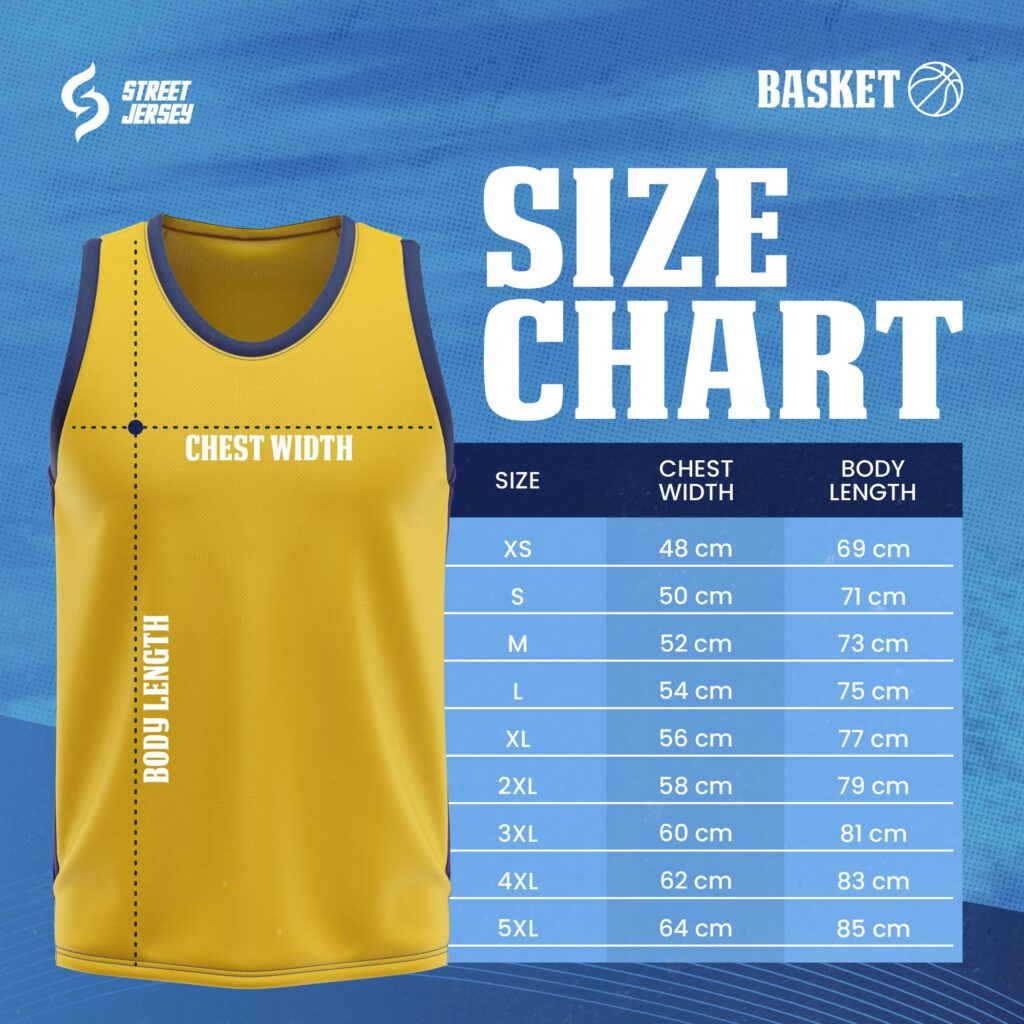 STREET
JERSEY
BASKET
SIZE
CHART
CHEST WIDTH
BODY LENGTH
SIZE CHEST WIDTH BODY LENGTH
XS 48 cm 69 cm
S 50 cm 71 cm
M 52 cm 73 cm
L 54 cm 75 cm
XL 56 cm 77 cm
2XL 58 cm 79 cm
3XL 60 cm 81 cm
4XL 62 cm 83 cm
5XL 64 cm 85 cm